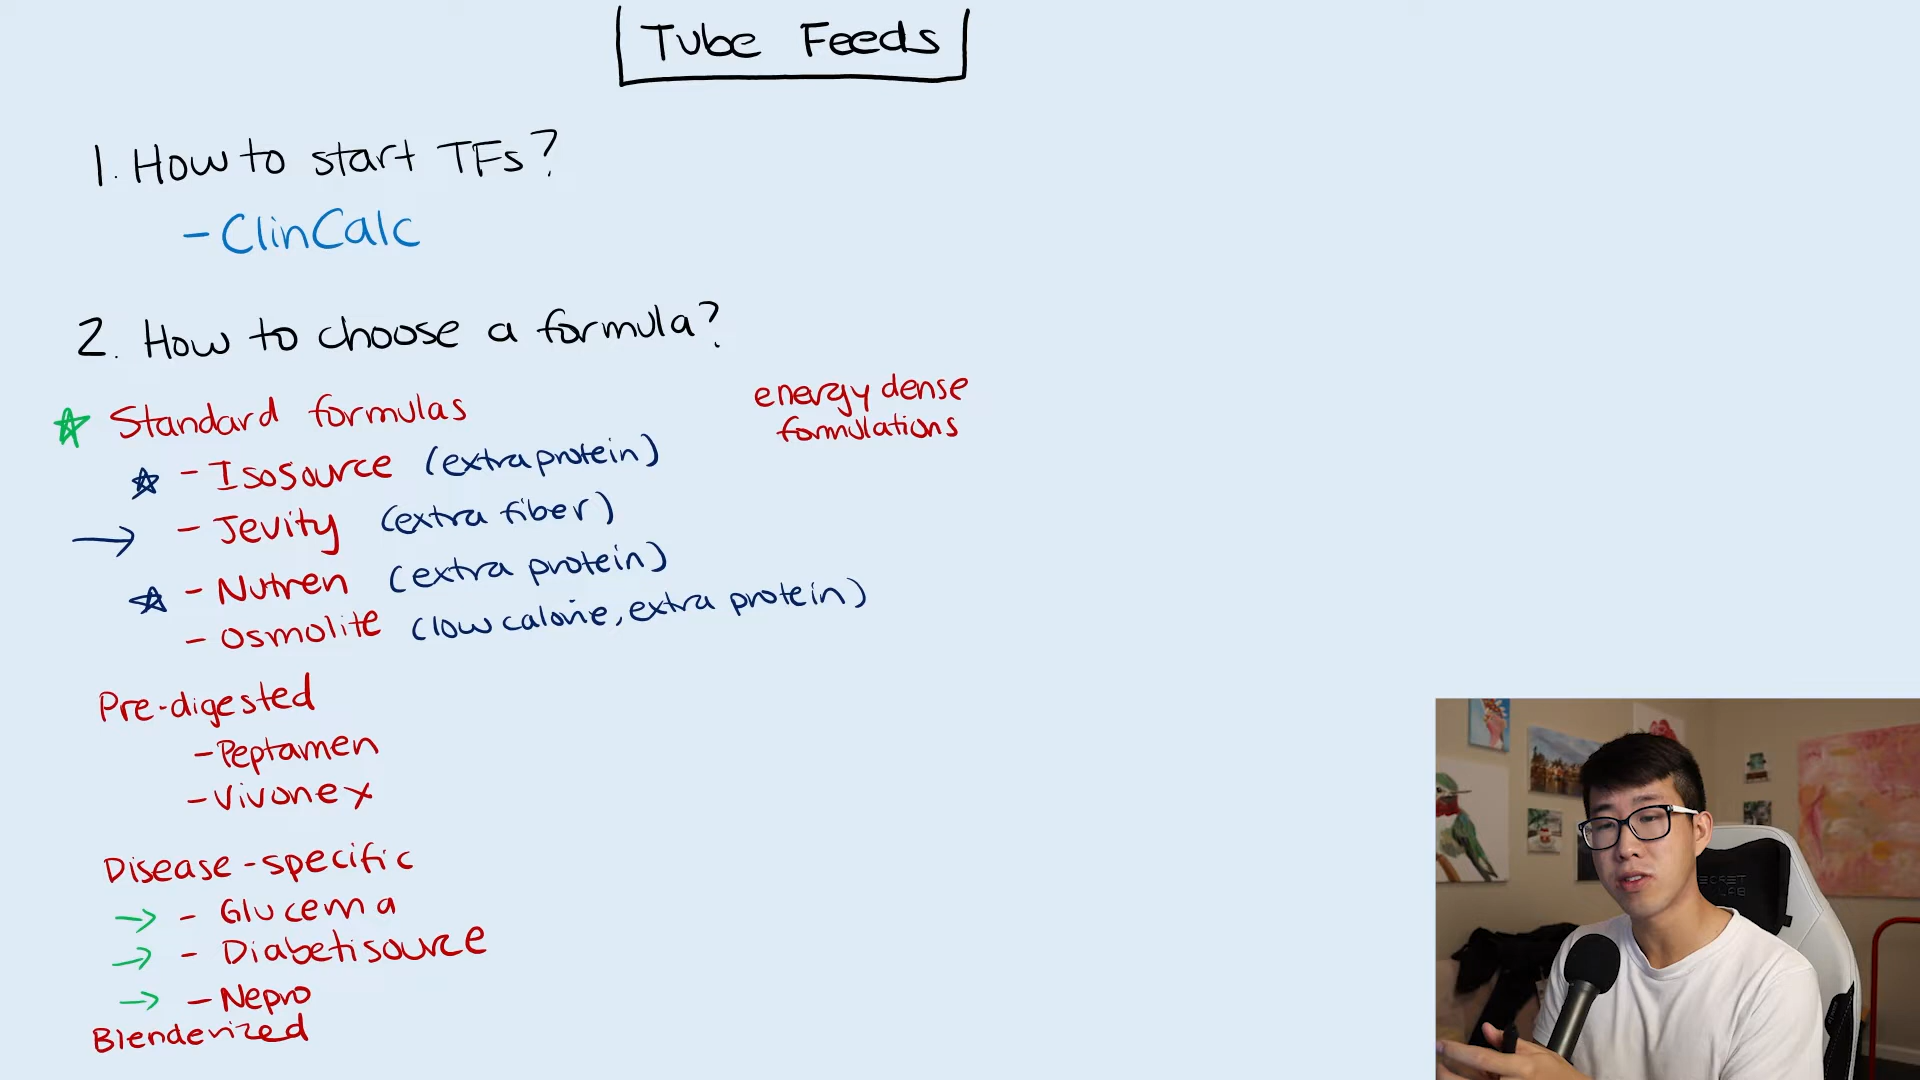 Tube Feeds
1. How to start TFs?
- ClinCalc
2. How to choose a formula?
Standard formulas
energy dense
formulations
- Isosource (extra protein)
- Jevity (extra fiber)
- Nutren (extra protein)
- Osmolite (low calorie, extra protein)
Pre-digested
- Peptamen
- Vivonex
Disease-specific
- Glucerna
- Diabetisource
- Nepro
Blenderized
SECRET
LAB